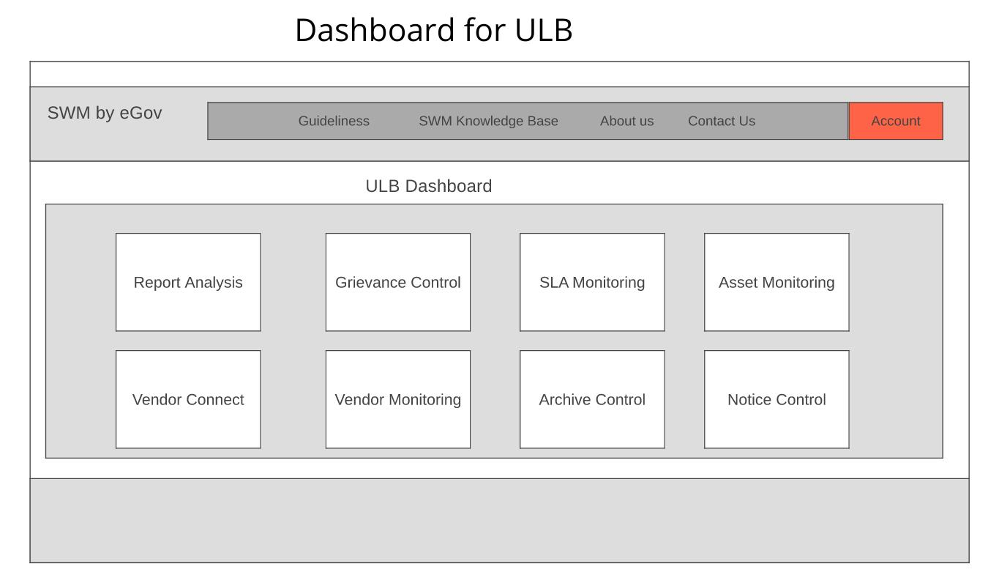 Dashboard for ULB
SWM by eGov
Guideliness
SWM Knowledge Base
About us
Contact Us
Account
ULB Dashboard
Report Analysis
Grievance Control
SLA Monitoring
Asset Monitoring
Vendor Connect
Vendor Monitoring
Archive Control
Notice Control